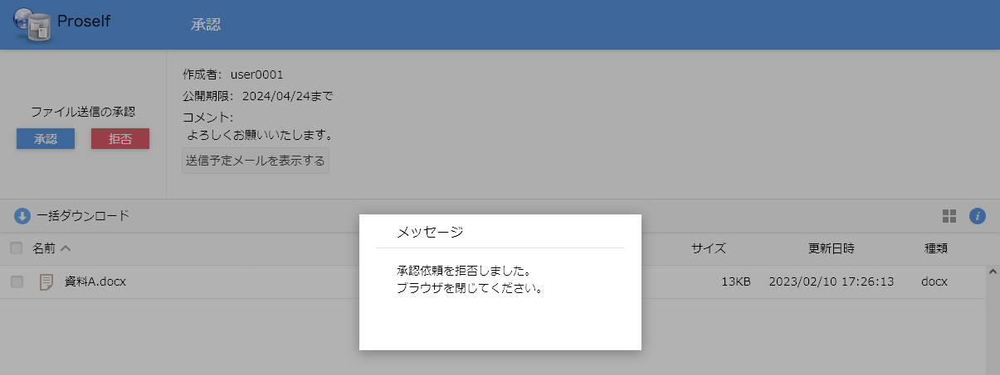 Proself
承認
作成者: user0001
公開期限: 2024/04/24まで
ファイル送信の承認
コメント:
よろしくお願いいたします。
承認
拒否
送信予定メールを表示する
一括ダウンロード
名前
サイズ
更新日時
種類
資料A.docx
13KB
2023/02/10 17:26:13
docx
メッセージ
承認依頼を拒否しました。
ブラウザを閉じてください。